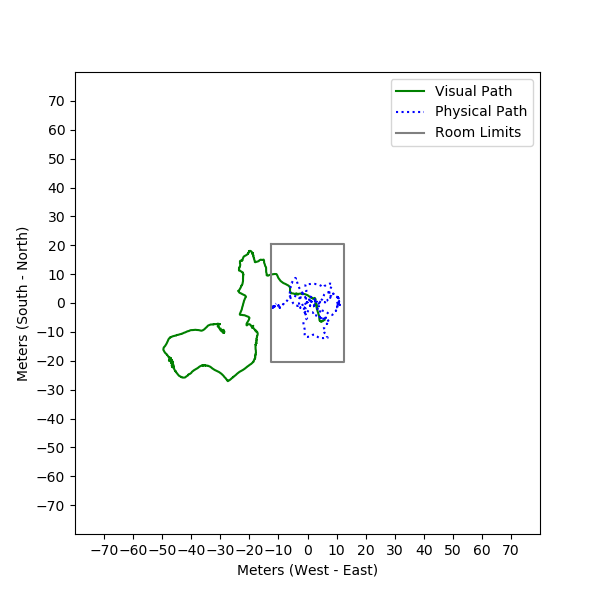 Visual Path
Physical Path
Room Limits
70
60
50
40
30
20
10
0
−10
−20
−30
−40
−50
−60
−70
Meters (South - North)
−70 −60 −50 −40 −30 −20 −10 0 10 20 30 40 50 60 70
Meters (West - East)